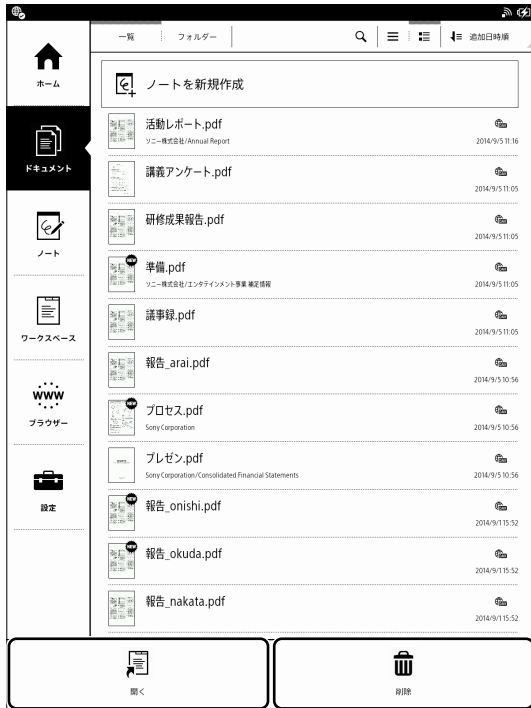 一覧
フォルダー
追加日時順
ホーム
ドキュメント
ノート
ワークスペース
www
ブラウザー
設定
ノートを新規作成
活動レポート.pdf
ソニー株式会社/Annual Report
2014/9/5 11:16
講義アンケート.pdf
2014/9/5 11:05
研修成果報告.pdf
2014/9/5 11:05
NEW
準備.pdf
ソニー株式会社/エンタテインメント事業 補足情報
2014/9/5 11:05
議事録.pdf
2014/9/5 11:05
報告_arai.pdf
2014/9/5 10:56
NEW
プロセス.pdf
Sony Corporation
2014/9/5 10:56
プレゼン.pdf
Sony Corporation/Consolidated Financial Statements
2014/9/5 10:56
NEW
報告_onishi.pdf
2014/9/1 15:52
NEW
報告_okuda.pdf
2014/9/1 15:52
報告_nakata.pdf
2014/9/1 15:52
開く
削除